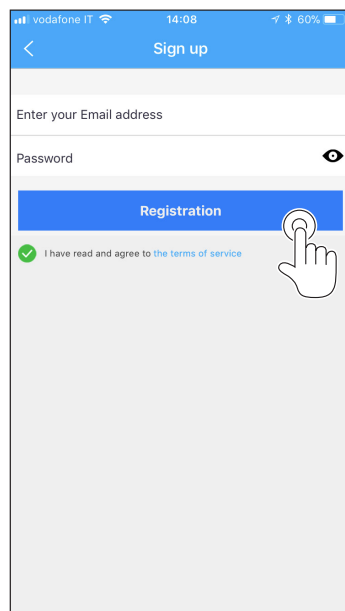 vodafone IT 14:08 60%
Sign up
Enter your Email address
Password
Registration
I have read and agree to the terms of service